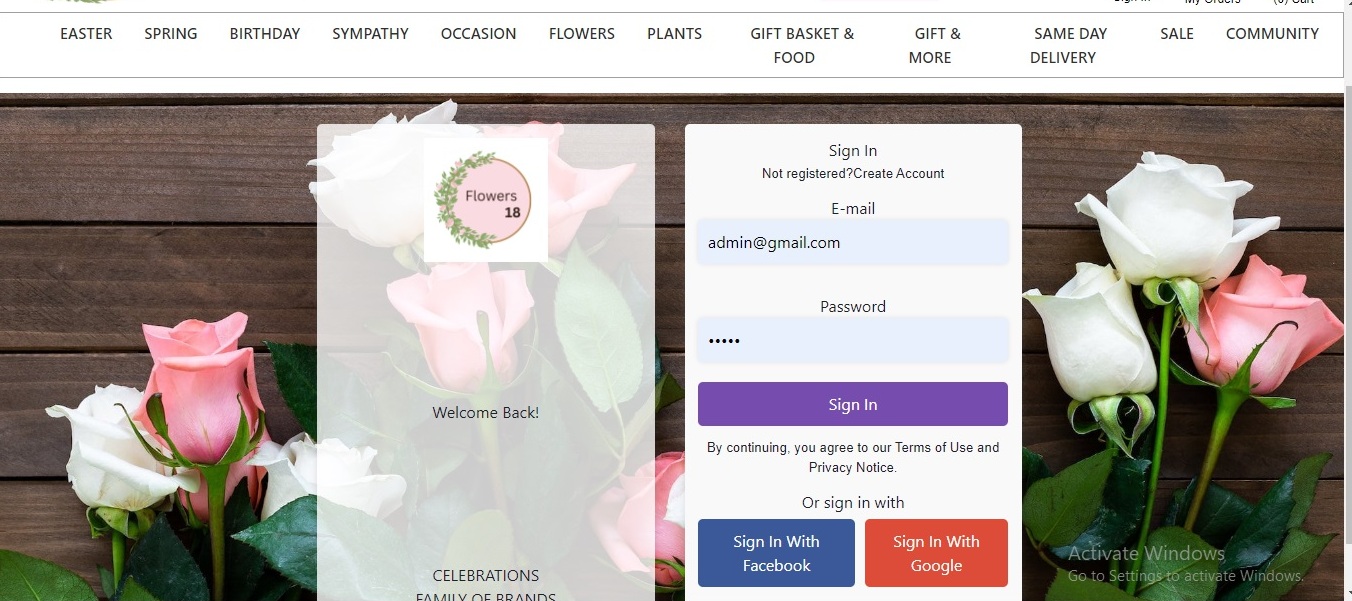 Sign In My Orders (0) Cart
EASTER SPRING BIRTHDAY SYMPATHY OCCASION FLOWERS PLANTS GIFT BASKET & FOOD GIFT & MORE SAME DAY DELIVERY SALE COMMUNITY
Flowers
18
Welcome Back!
CELEBRATIONS
FAMILY OF BRANDS
Sign In
Not registered?Create Account
E-mail
admin@gmail.com
Password
•••••
Sign In
By continuing, you agree to our Terms of Use and
Privacy Notice.
Or sign in with
Sign In With
Facebook
Sign In With
Google
Activate Windows
Go to Settings to activate Windows.